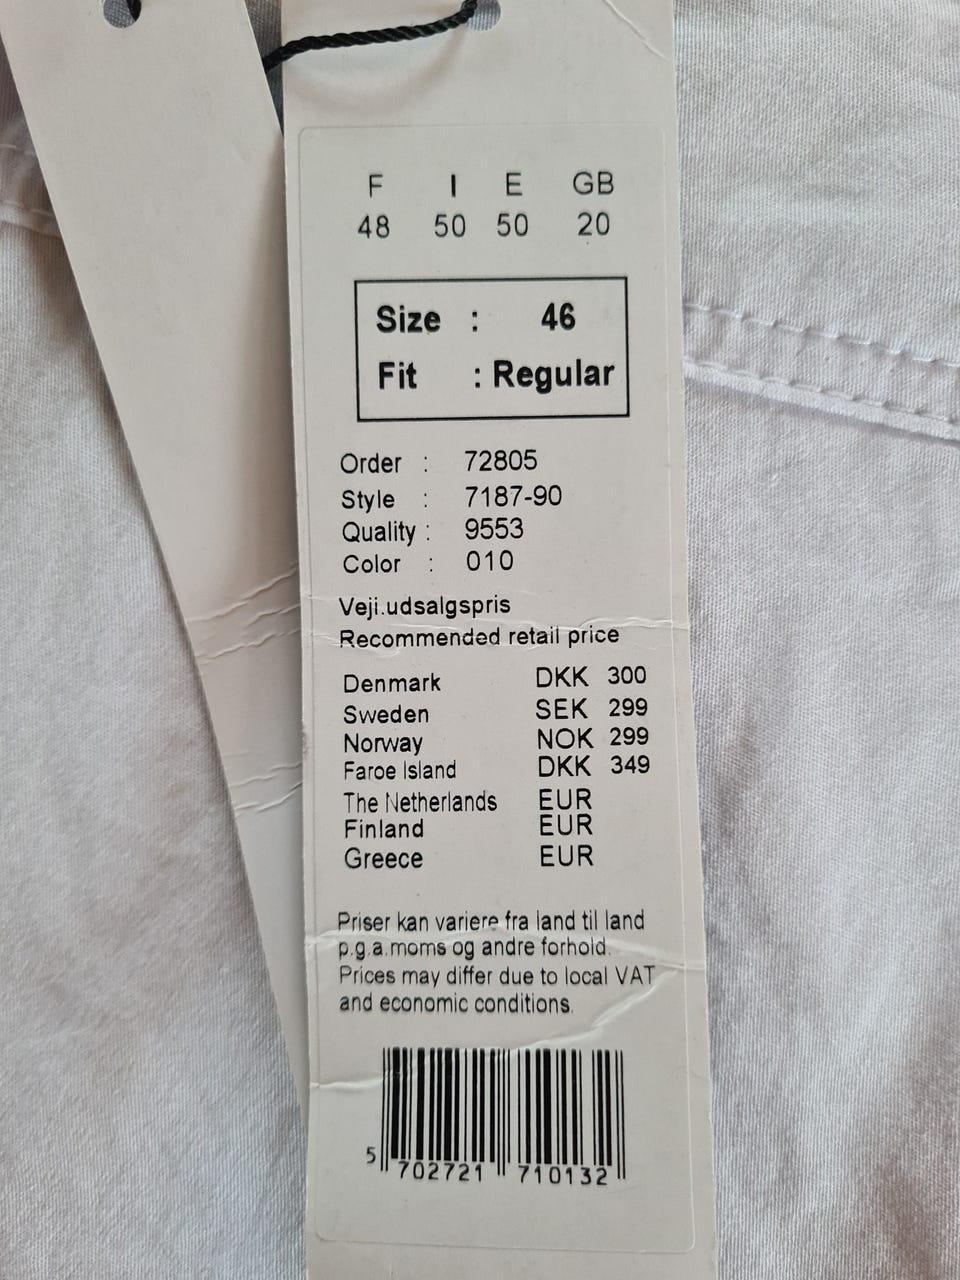 F I E GB
48 50 50 20
Size : 46
Fit : Regular
Order : 72805
Style : 7187-90
Quality : 9553
Color : 010
Veji.udsalgspris
Recommended retail price
Denmark DKK 300
Sweden SEK 299
Norway NOK 299
Faroe Island DKK 349
The Netherlands EUR
Finland EUR
Greece EUR
Priser kan variere fra land til land
p.g.a.moms og andre forhold.
Prices may differ due to local VAT
and economic conditions.
5 702721 710132